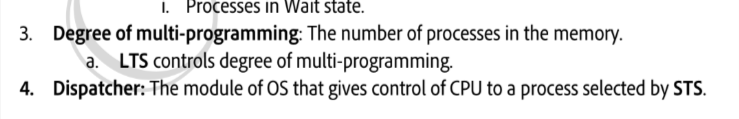 i. Processes in Wait state.
3. Degree of multi-programming: The number of processes in the memory.
a. LTS controls degree of multi-programming.
4. Dispatcher: The module of OS that gives control of CPU to a process selected by STS.